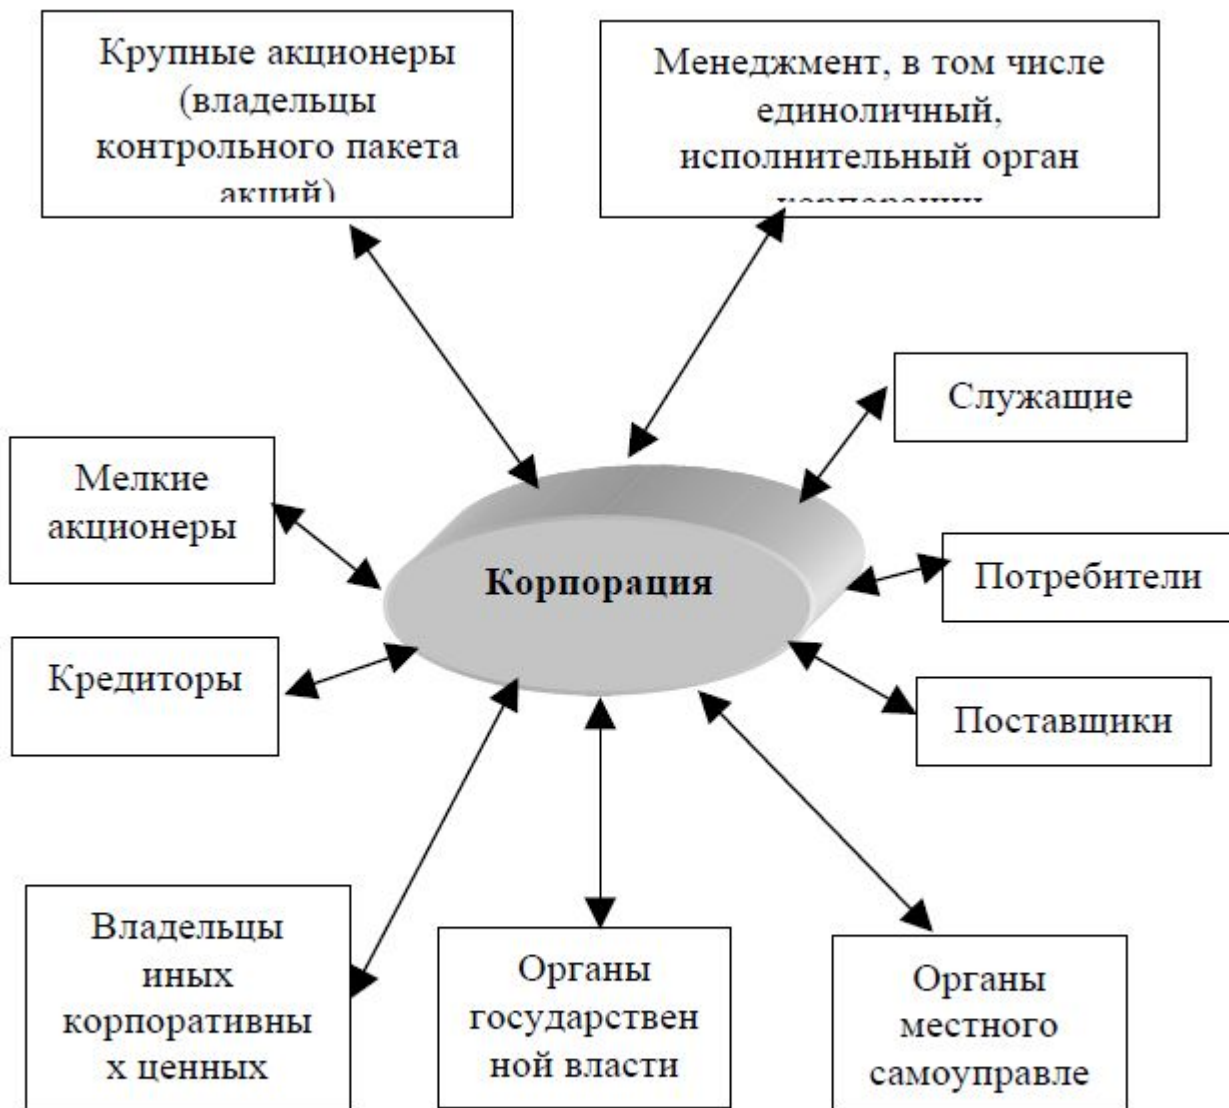 Крупные акционеры
(владельцы
контрольного пакета
акций)
Менеджмент, в том числе
единоличный,
исполнительный орган
корпорации
Служащие
Мелкие
акционеры
Корпорация
Потребители
Кредиторы
Поставщики
Владельцы
иных
корпоративны
х ценных
Органы
государствен
ной власти
Органы
местного
самоуправле